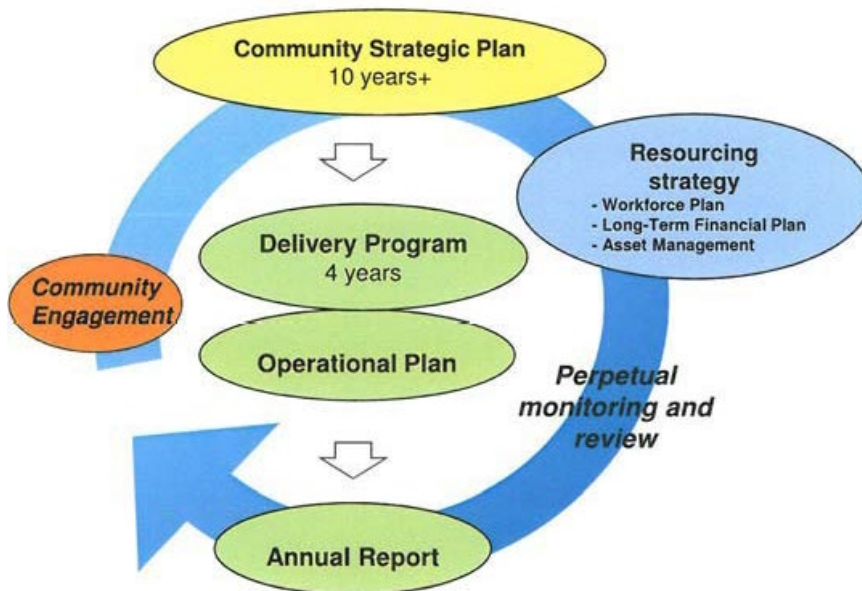 Community Strategic Plan
10 years+
Resourcing
strategy
- Workforce Plan
- Long-Term Financial Plan
- Asset Management
Delivery Program
4 years
Community
Engagement
Operational Plan
Perpetual
monitoring and
review
Annual Report